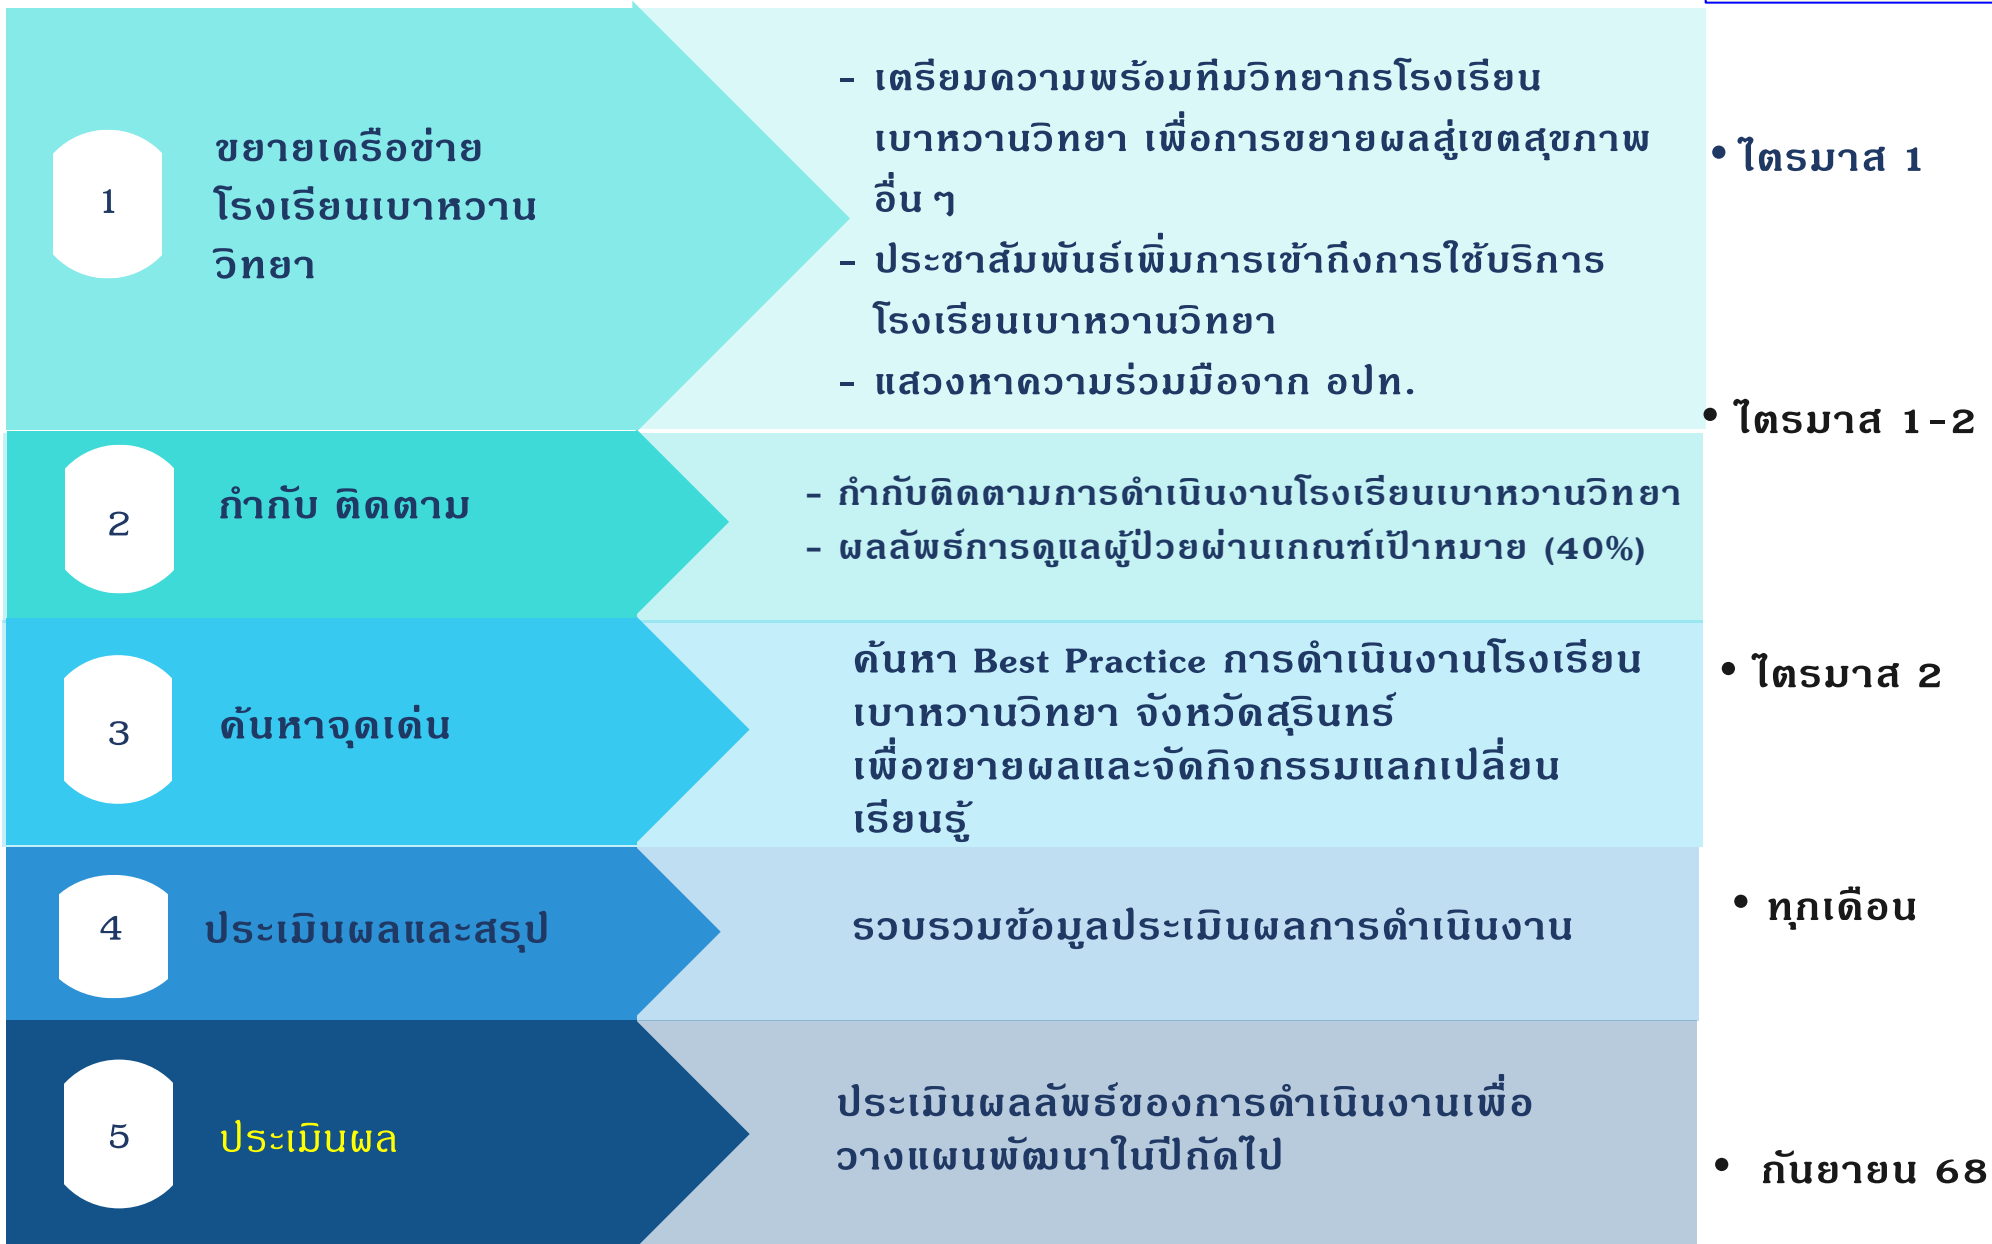 1
ขยายเครือข่าย
โรงเรียนเบาหวาน
วิทยา
- เตรียมความพร้อมทีมวิทยากรโรงเรียน
เบาหวานวิทยา เพื่อการขยายผลสู่เขตสุขภาพ
อื่น ๆ
- ประชาสัมพันธ์เพิ่มการเข้าถึงการใช้บริการ
โรงเรียนเบาหวานวิทยา
- แสวงหาความร่วมมือจาก อปท.
• ไตรมาส 1
2
กำกับ ติดตาม
- กำกับติดตามการดำเนินงานโรงเรียนเบาหวานวิทยา
- ผลลัพธ์การดูแลผู้ป่วยผ่านเกณฑ์เป้าหมาย (40%)
• ไตรมาส 1-2
3
ค้นหาจุดเด่น
ค้นหา Best Practice การดำเนินงานโรงเรียน
เบาหวานวิทยา จังหวัดสุรินทร์
เพื่อขยายผลและจัดกิจกรรมแลกเปลี่ยน
เรียนรู้
• ไตรมาส 2
4
ประเมินผลและสรุป
รวบรวมข้อมูลประเมินผลการดำเนินงาน
• ทุกเดือน
5
ประเมินผล
ประเมินผลลัพธ์ของการดำเนินงานเพื่อ
วางแผนพัฒนาในปีถัดไป
• กันยายน 68